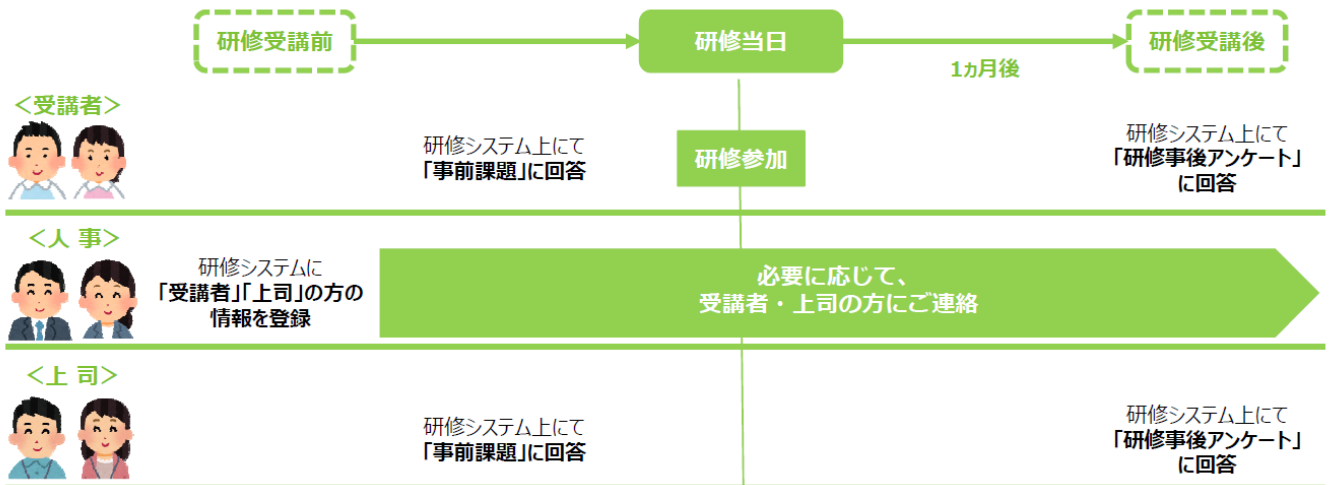 研修受講前
研修当日
1ヵ月後
研修受講後
＜受講者＞
研修システム上にて
「事前課題」に回答
研修参加
研修システム上にて
「研修事後アンケート」
に回答
＜人 事＞
研修システムに
「受講者」「上司」の方の
情報を登録
必要に応じて、
受講者・上司の方にご連絡
＜上 司＞
研修システム上にて
「事前課題」に回答
研修システム上にて
「研修事後アンケート」
に回答